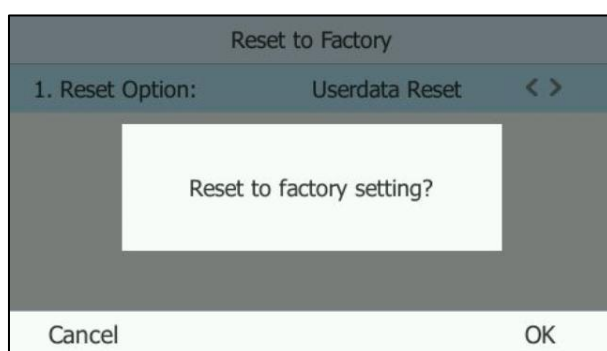 Reset to Factory
1. Reset Option: Userdata Reset < >
Reset to factory setting?
Cancel OK